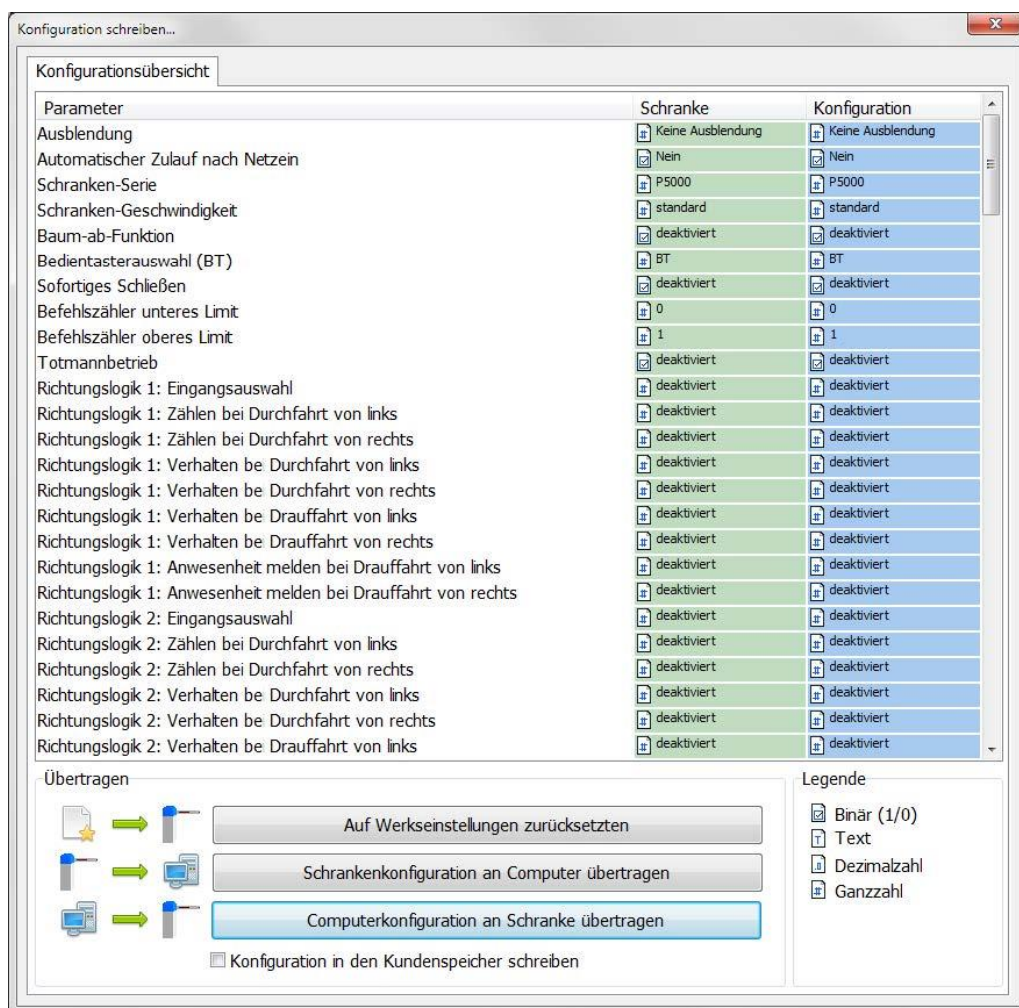 Konfiguration schreiben...
Konfigurationsübersicht
Parameter Schranke Konfiguration
Ausblendung Keine Ausblendung Keine Ausblendung
Automatischer Zulauf nach Netzein Nein Nein
Schranken-Serie P5000 P5000
Schranken-Geschwindigkeit standard standard
Baum-ab-Funktion deaktiviert deaktiviert
Bedientasterauswahl (BT) BT BT
Sofortiges Schließen deaktiviert deaktiviert
Befehlszähler unteres Limit 0 0
Befehlszähler oberes Limit 1 1
Totmannbetrieb deaktiviert deaktiviert
Richtungslogik 1: Eingangsauswahl deaktiviert deaktiviert
Richtungslogik 1: Zählen bei Durchfahrt von links deaktiviert deaktiviert
Richtungslogik 1: Zählen bei Durchfahrt von rechts deaktiviert deaktiviert
Richtungslogik 1: Verhalten bei Durchfahrt von links deaktiviert deaktiviert
Richtungslogik 1: Verhalten bei Durchfahrt von rechts deaktiviert deaktiviert
Richtungslogik 1: Verhalten bei Drauffahrt von links deaktiviert deaktiviert
Richtungslogik 1: Verhalten bei Drauffahrt von rechts deaktiviert deaktiviert
Richtungslogik 1: Anwesenheit melden bei Drauffahrt von links deaktiviert deaktiviert
Richtungslogik 1: Anwesenheit melden bei Drauffahrt von rechts deaktiviert deaktiviert
Richtungslogik 2: Eingangsauswahl deaktiviert deaktiviert
Richtungslogik 2: Zählen bei Durchfahrt von links deaktiviert deaktiviert
Richtungslogik 2: Zählen bei Durchfahrt von rechts deaktiviert deaktiviert
Richtungslogik 2: Verhalten bei Durchfahrt von links deaktiviert deaktiviert
Richtungslogik 2: Verhalten bei Durchfahrt von rechts deaktiviert deaktiviert
Richtungslogik 2: Verhalten bei Drauffahrt von links deaktiviert deaktiviert
Übertragen
Auf Werkseinstellungen zurücksetzten
Schrankenkonfiguration an Computer übertragen
Computerkonfiguration an Schranke übertragen
Konfiguration in den Kundenspeicher schreiben
Legende
Binär (1/0)
Text
Dezimalzahl
Ganzzahl